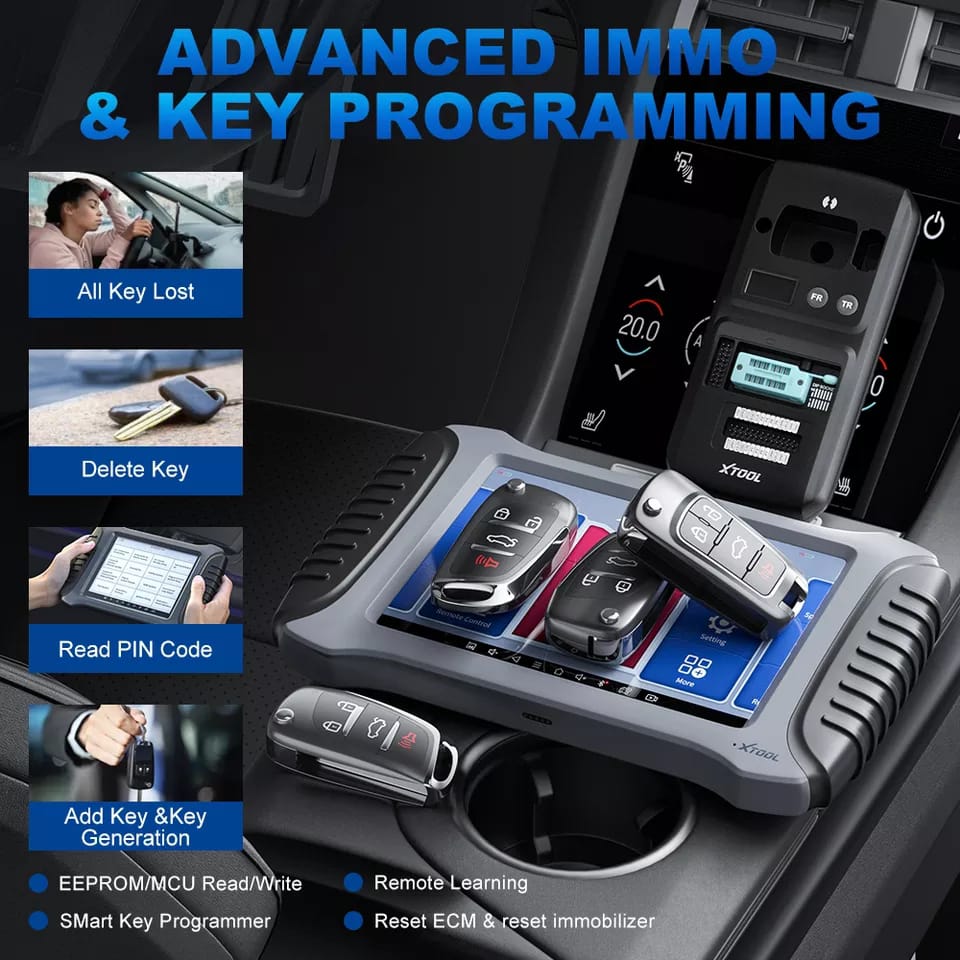 ADVANCED IMMO
& KEY PROGRAMMING
All Key Lost
Delete Key
Read PIN Code
Add Key &Key
Generation
20.0
FR
TR
XTOOL
Remote Control
Setting
More
XTOOL
EEPROM/MCU Read/Write
Remote Learning
SMart Key Programmer
Reset ECM & reset immobilizer